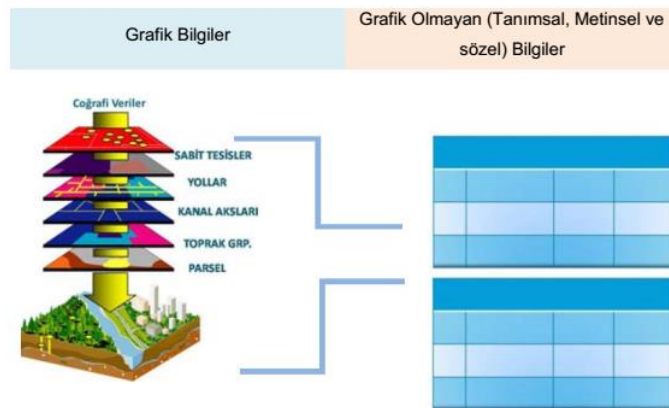 Grafik Bilgiler
Grafik Olmayan (Tanımsal, Metinsel ve
sözel) Bilgiler
Coğrafi Veriler
SABİT TESİSLER
YOLLAR
KANAL AKSLARI
TOPRAK GRP.
PARSEL